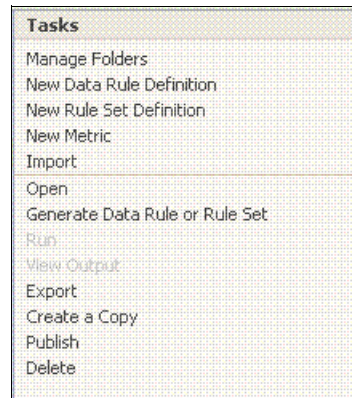 Tasks
Manage Folders
New Data Rule Definition
New Rule Set Definition
New Metric
Import
Open
Generate Data Rule or Rule Set
Run
View Output
Export
Create a Copy
Publish
Delete